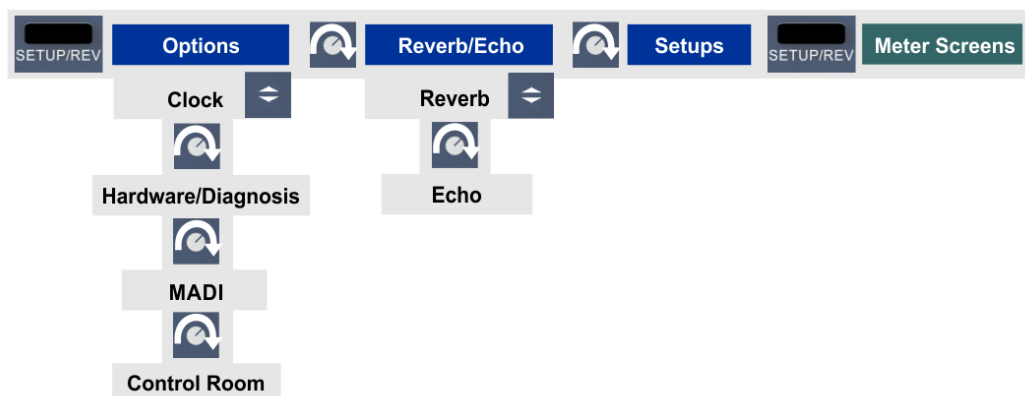 SETUP/REV
Options
Reverb/Echo
Setups
SETUP/REV
Meter Screens
Clock
Reverb
Hardware/Diagnosis
Echo
MADI
Control Room